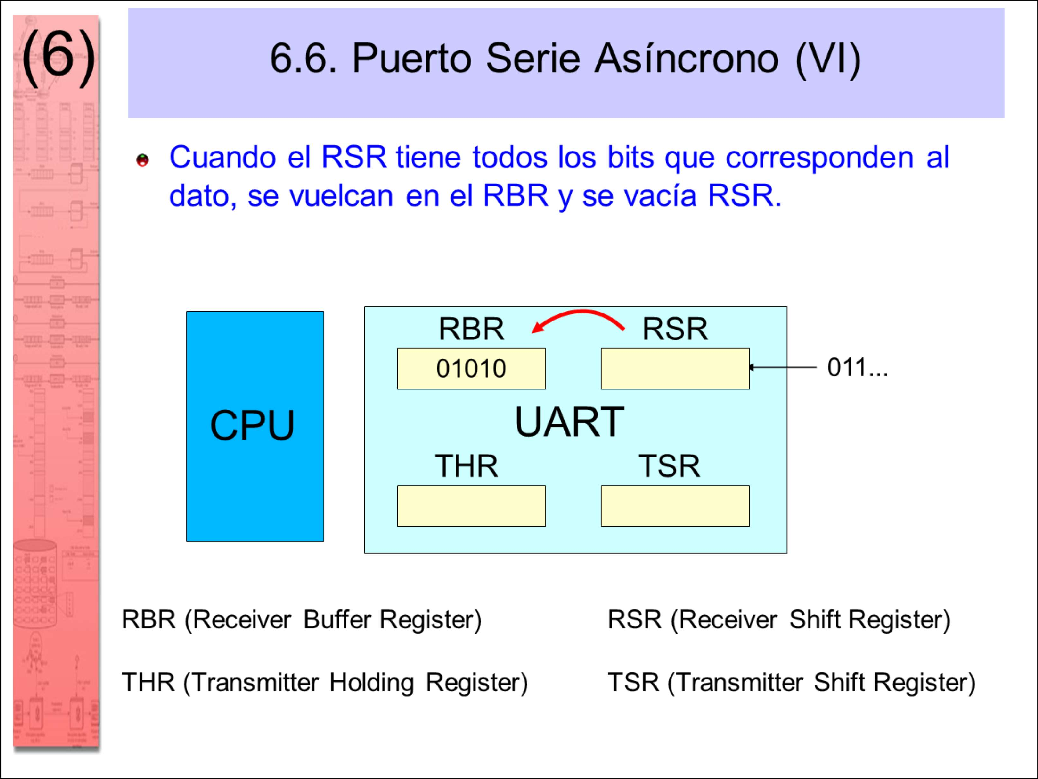 (6)
6.6. Puerto Serie Asíncrono (VI)
Cuando el RSR tiene todos los bits que corresponden al
dato, se vuelcan en el RBR y se vacía RSR.
RBR RSR
01010 011...
CPU UART
THR TSR
RBR (Receiver Buffer Register) RSR (Receiver Shift Register)
THR (Transmitter Holding Register) TSR (Transmitter Shift Register)